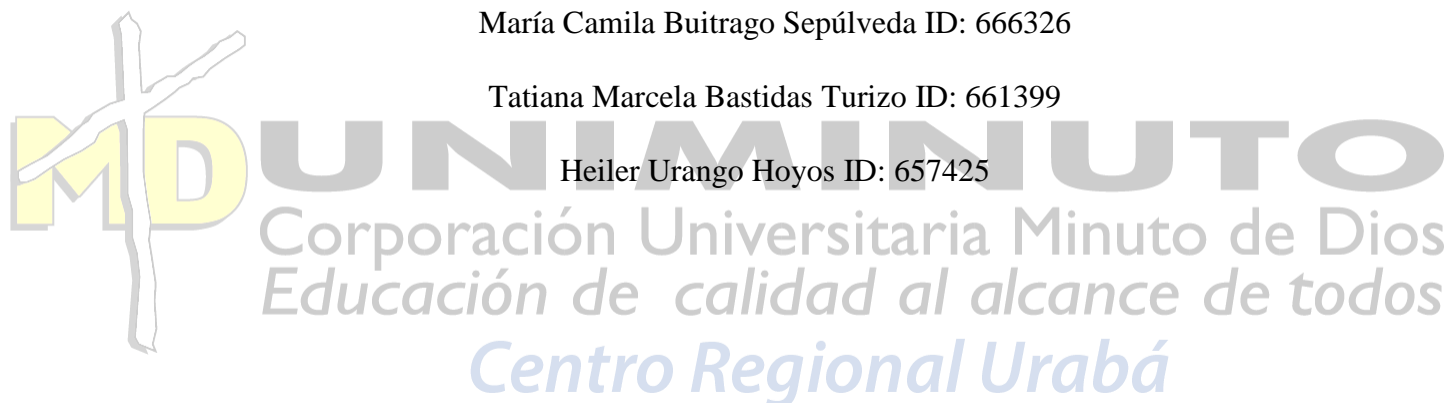 María Camila Buitrago Sepúlveda ID: 666326
Tatiana Marcela Bastidas Turizo ID: 661399
MD UNIMINUTO
Heiler Urango Hoyos ID: 657425
Corporación Universitaria Minuto de Dios
Educación de calidad al alcance de todos
Centro Regional Urabá